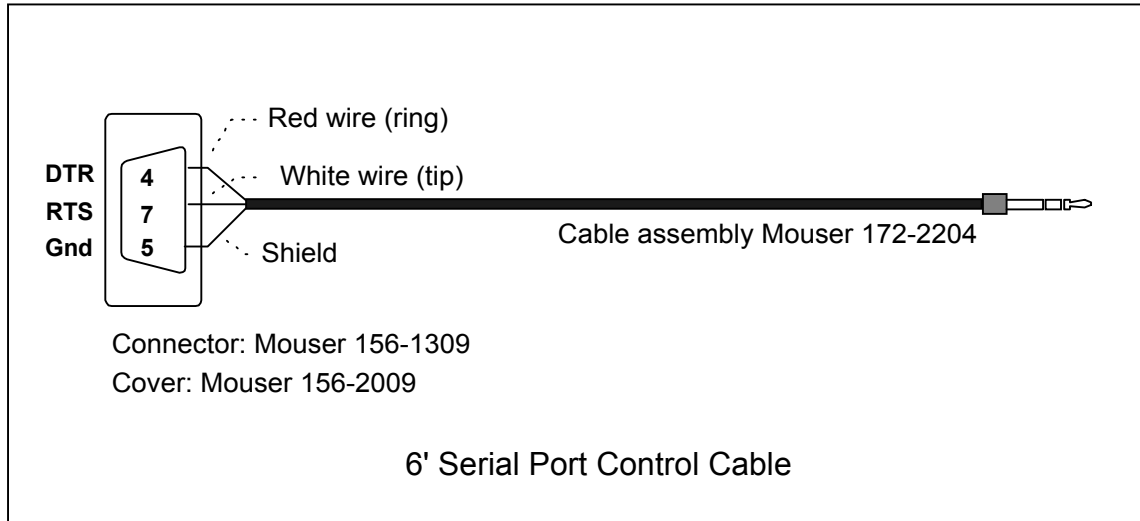 Red wire (ring)
DTR 4
White wire (tip)
RTS 7
Gnd 5
Shield
Cable assembly Mouser 172-2204
Connector: Mouser 156-1309
Cover: Mouser 156-2009
6' Serial Port Control Cable